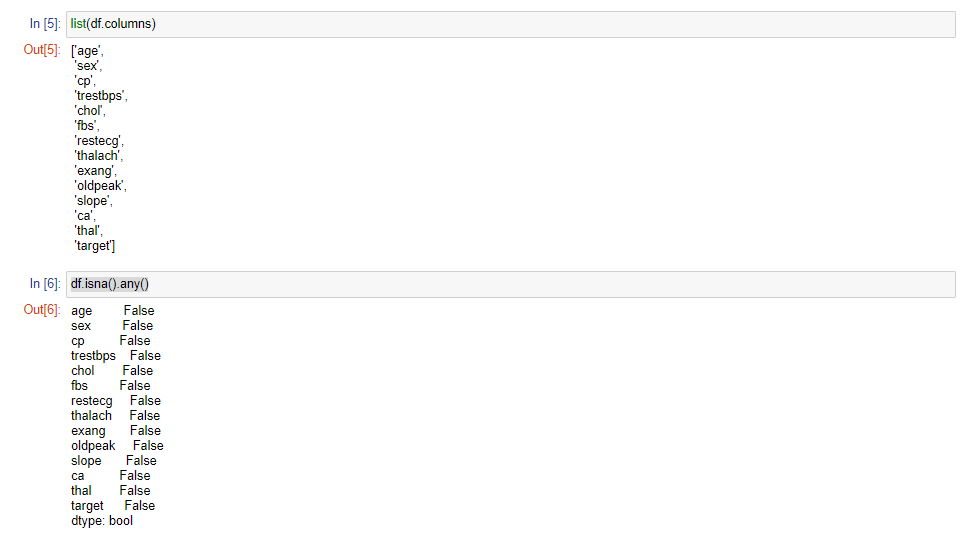 In [5]: list(df.columns)
Out[5]: ['age',
'sex',
'cp',
'trestbps',
'chol',
'fbs',
'restecg',
'thalach',
'exang',
'oldpeak',
'slope',
'ca',
'thal',
'target']
In [6]: df.isna().any()
Out[6]: age False
sex False
cp False
trestbps False
chol False
fbs False
restecg False
thalach False
exang False
oldpeak False
slope False
ca False
thal False
target False
dtype: bool